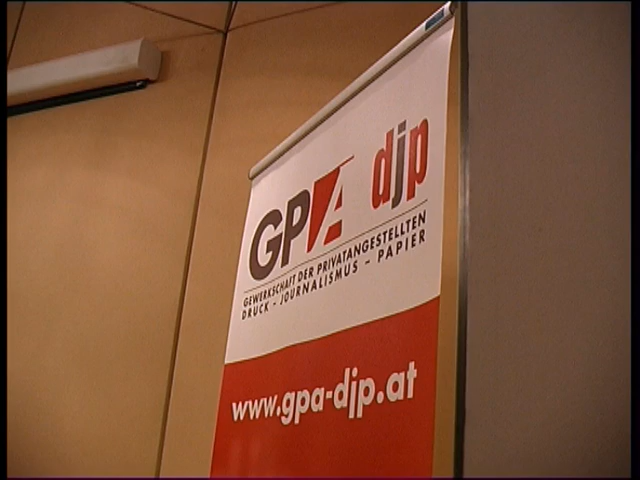 GPA djp
GEWERKSCHAFT DER PRIVATANGESTELLTEN
DRUCK - JOURNALISMUS - PAPIER
www.gpa-djp.at